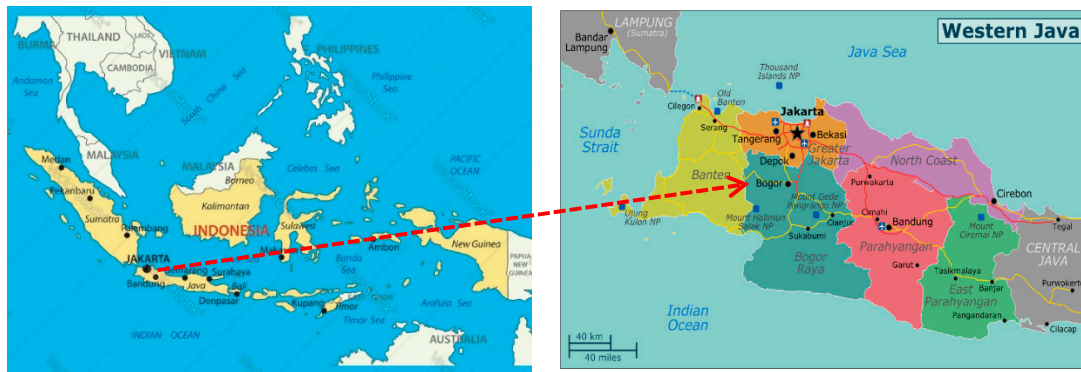 BURMA
THAILAND
LAOS
VIETNAM
CAMBODIA
Andaman
Sea
South China Sea
PHILIPPINES
Philippine
Sea
MALAYSIA
MALAYSIA
Borneo
Celebes Sea
PACIFIC
OCEAN
Medan
Pekanbaru
Sumatra
Palembang
Kalimantan
INDONESIA
Sulawesi
Ambon
New Guinea
PAPUA
NEW
GUINEA
JAKARTA
Semarang
Surabaya
Bandung
Java
Bali
Denpasar
Banda
Sea
EAST TIMOR
Kupang
Timor
Timor Sea
Arafura Sea
INDIAN OCEAN
AUSTRALIA
Western Java
LAMPUNG
(Sumatra)
Bandar
Lampung
Java Sea
Thousand
Islands NP
Old
Banten
Cilegon
Serang
Jakarta
Tangerang
Bekasi
Depok
Greater
Jakarta
Sunda
Strait
Banten
Bogor
North Coast
Purwakarta
Cirebon
Ujung
Kulon NP
Mount Halimun
Salak NP
Mount Gede
Pangrango NP
Cianjur
Sukabumi
Cimahi
Bandung
Parahyangan
Mount
Ciremai NP
Tegal
CENTRAL
JAVA
Bogor
Raya
Garut
Tasikmalaya
East
Parahyangan
Banjar
Purwokerto
Pangandaran
Cilacap
Indian
Ocean
40 km
40 miles